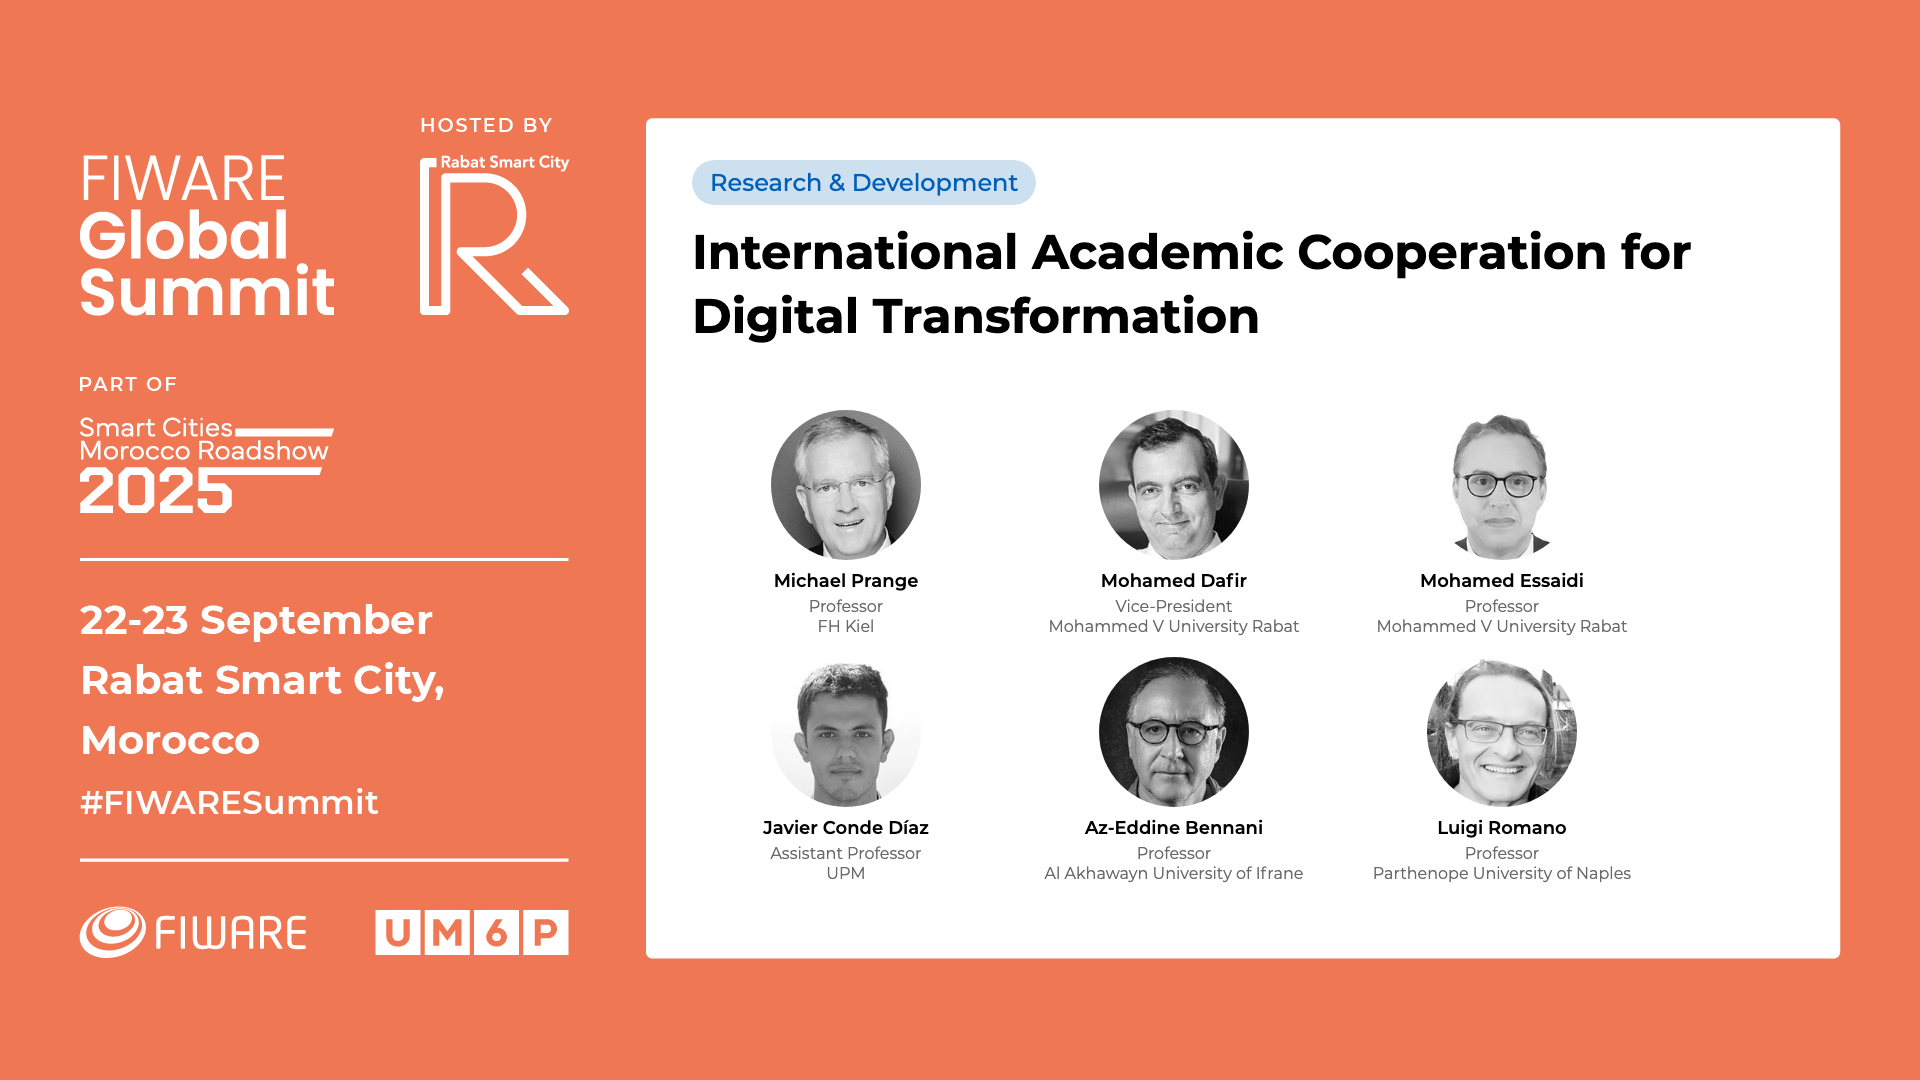 HOSTED BY
FIWARE
Global
Summit
Rabat Smart City
R
PART OF
Smart Cities
Morocco Roadshow
2025
22-23 September
Rabat Smart City,
Morocco
#FIWARESummit
FIWARE
UM6P
Research & Development
International Academic Cooperation for
Digital Transformation
Michael Prange
Professor
FH Kiel
Mohamed Dafir
Vice-President
Mohammed V University Rabat
Mohamed Essaidi
Professor
Mohammed V University Rabat
Javier Conde Díaz
Assistant Professor
UPM
Az-Eddine Bennani
Professor
Al Akhawayn University of Ifrane
Luigi Romano
Professor
Parthenope University of Naples